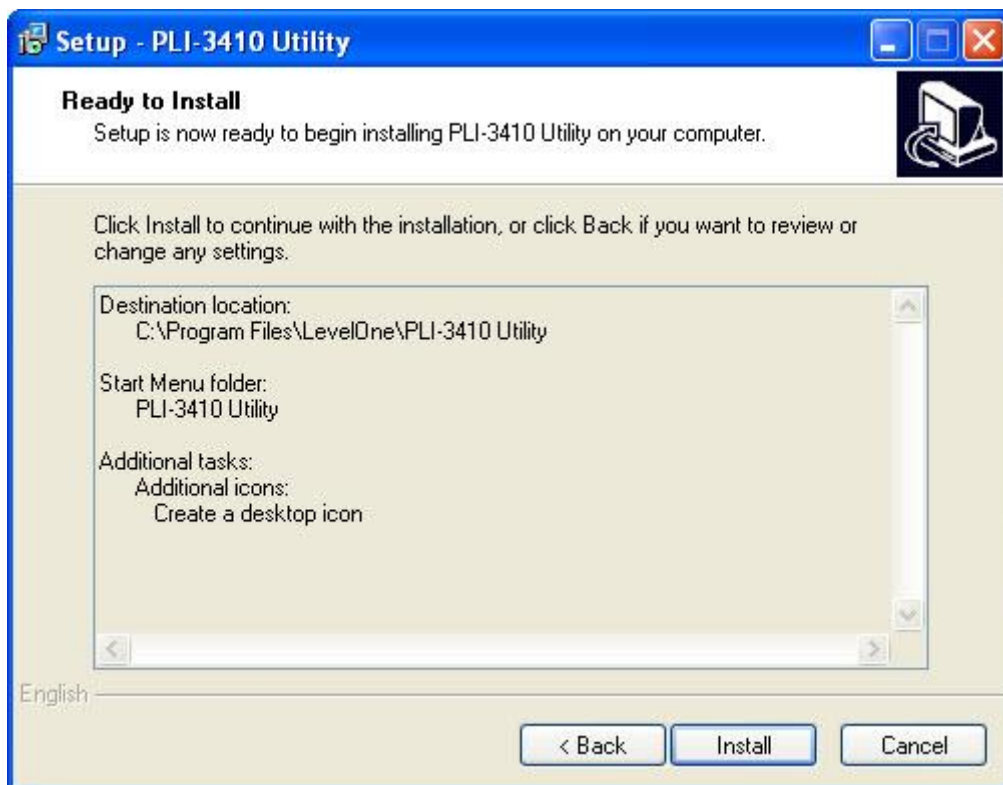 Setup - PLI-3410 Utility
Ready to Install
Setup is now ready to begin installing PLI-3410 Utility on your computer.
Click Install to continue with the installation, or click Back if you want to review or
change any settings.
Destination location:
C:\Program Files\LevelOne\PLI-3410 Utility
Start Menu folder:
PLI-3410 Utility
Additional tasks:
Additional icons:
Create a desktop icon
English
< Back
Install
Cancel